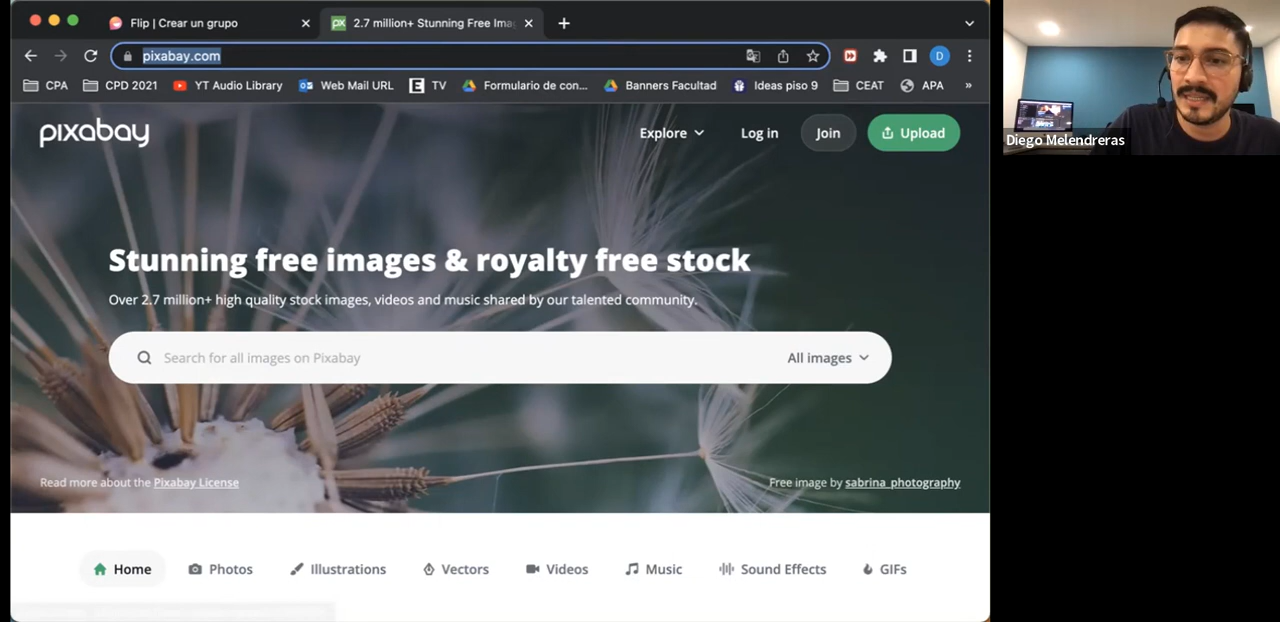 Flip | Crear un grupo
2.7 million+ Stunning Free Ima
pixabay.com
D
CPA
CPD 2021
YT Audio Library
Web Mail URL
E TV
Formulario de con...
Banners Facultad
Ideas piso 9
CEAT
APA
»
pixabay
Explore
Log in
Join
Upload
Diego Melendreras
Stunning free images & royalty free stock
Over 2.7 million+ high quality stock images, videos and music shared by our talented community.
Search for all images on Pixabay
All images
Read more about the Pixabay License
Free image by sabrina_photography
Home
Photos
Illustrations
Vectors
Videos
Music
Sound Effects
GIFs